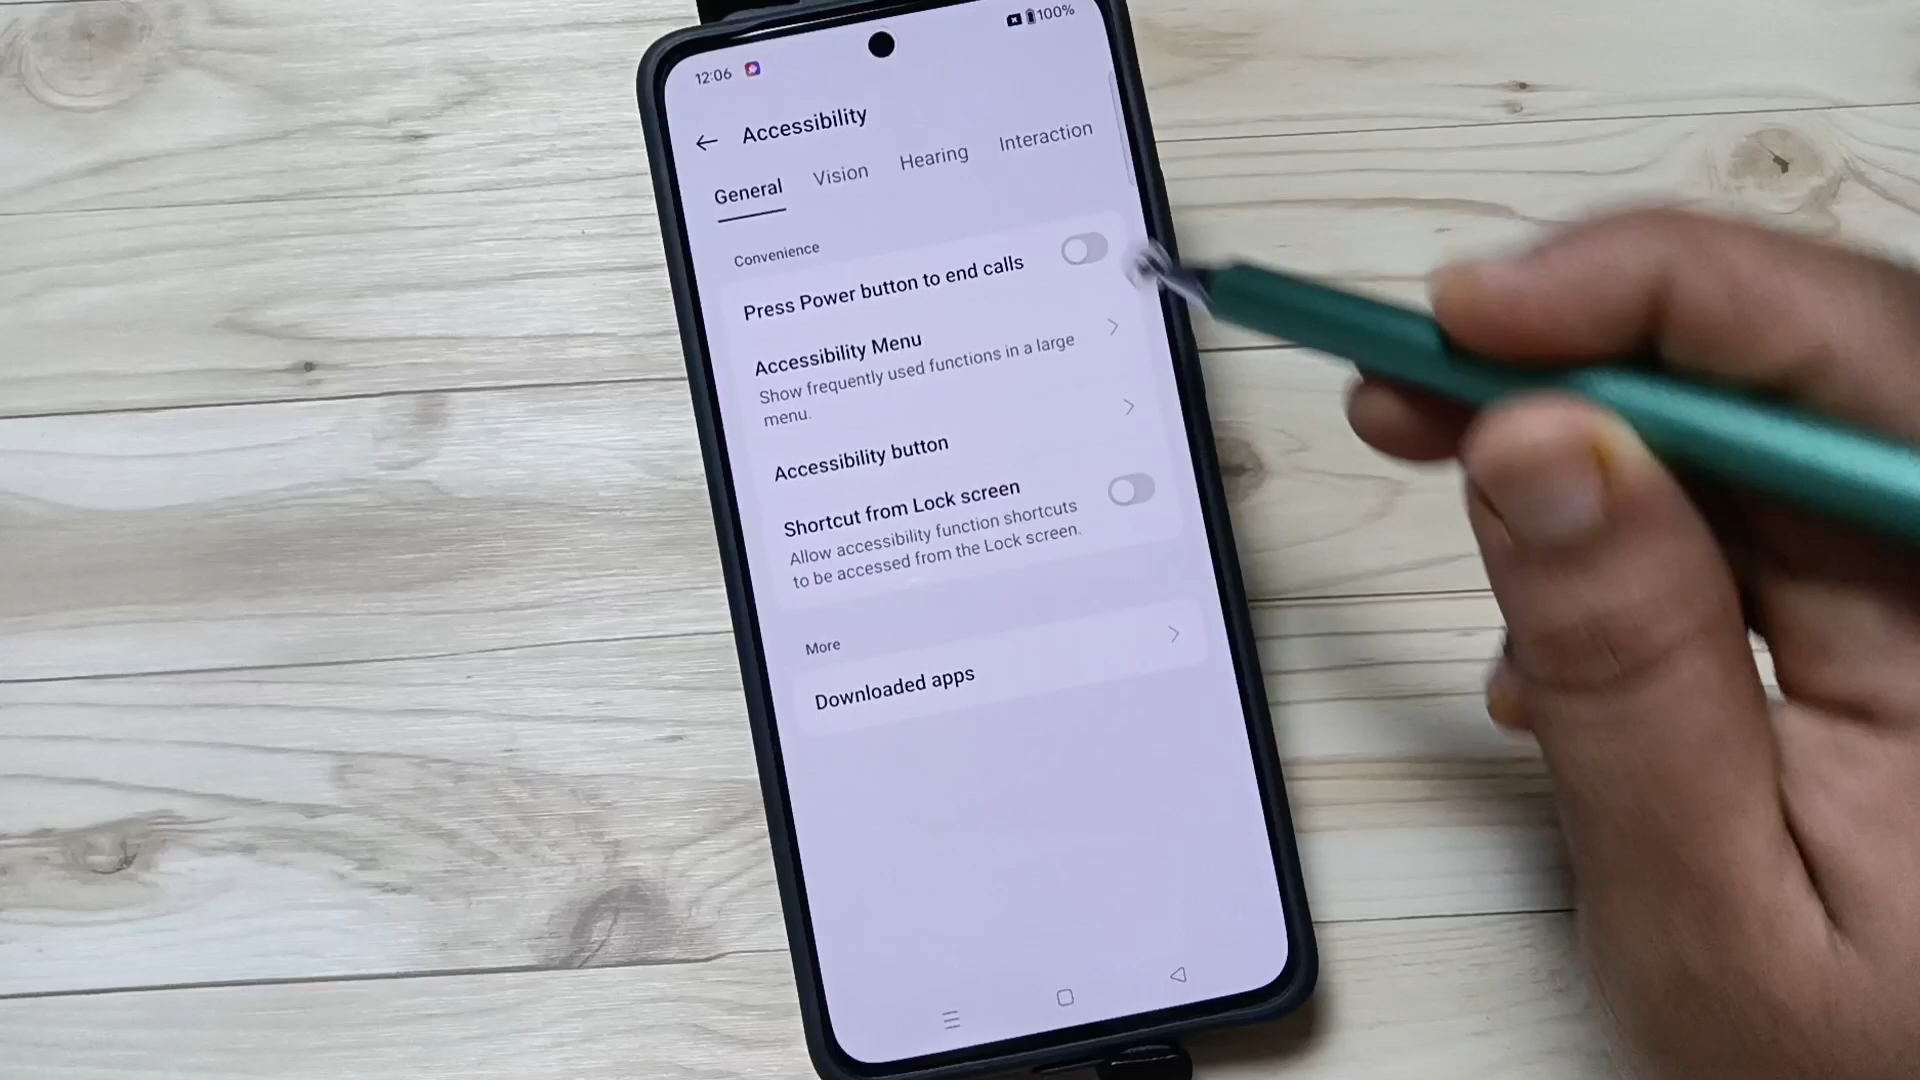 12:06
100%
Accessibility
General
Vision
Hearing
Interaction
Convenience
Press Power button to end calls
Accessibility Menu
Show frequently used functions in a large
menu.
Accessibility button
Shortcut from Lock screen
Allow accessibility function shortcuts
to be accessed from the Lock screen.
More
Downloaded apps